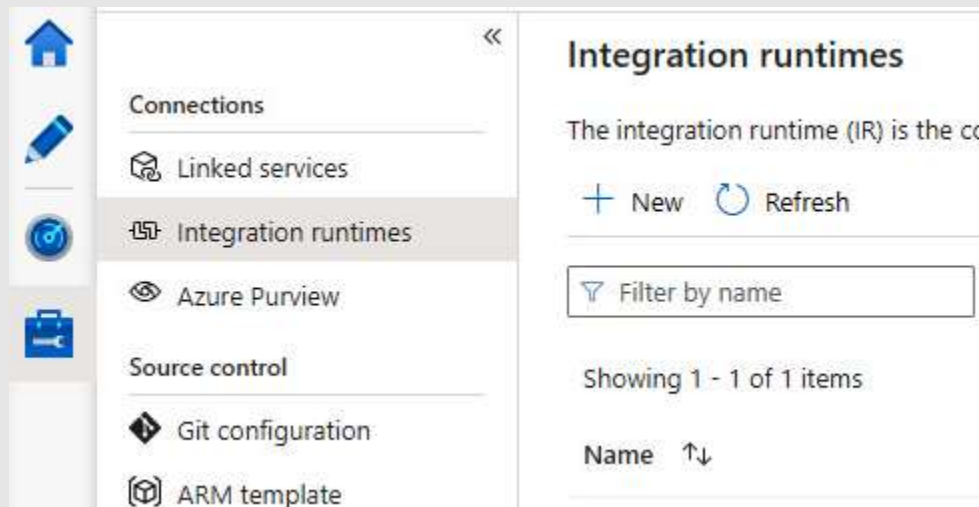 Connections
Linked services
Integration runtimes
Azure Purview
Source control
Git configuration
ARM template
Integration runtimes
The integration runtime (IR) is the
New Refresh
Filter by name
Showing 1 - 1 of 1 items
Name